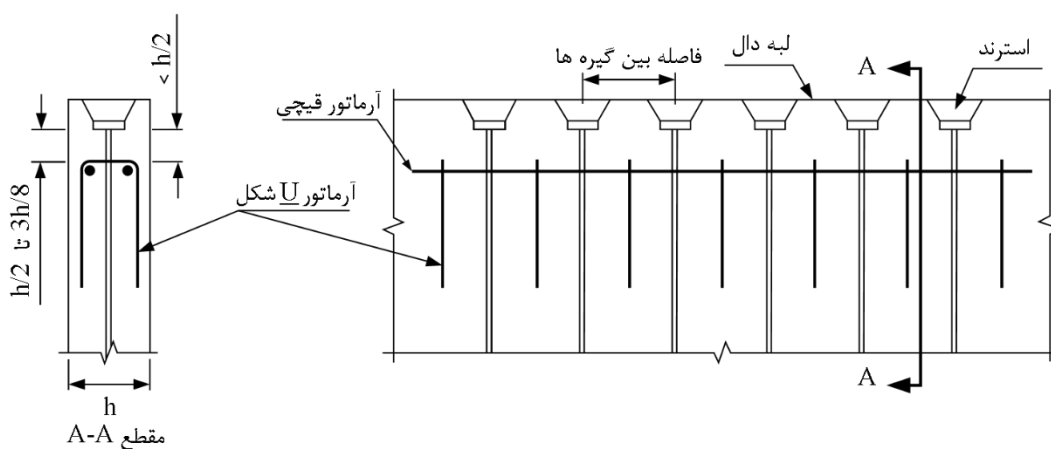 استرند
لبه دال
فاصله بین گیره ها
A
آرماتور قیچی
آرماتور U شکل
A
< h/2
h/2 تا 3h/8
h
مقطع A-A